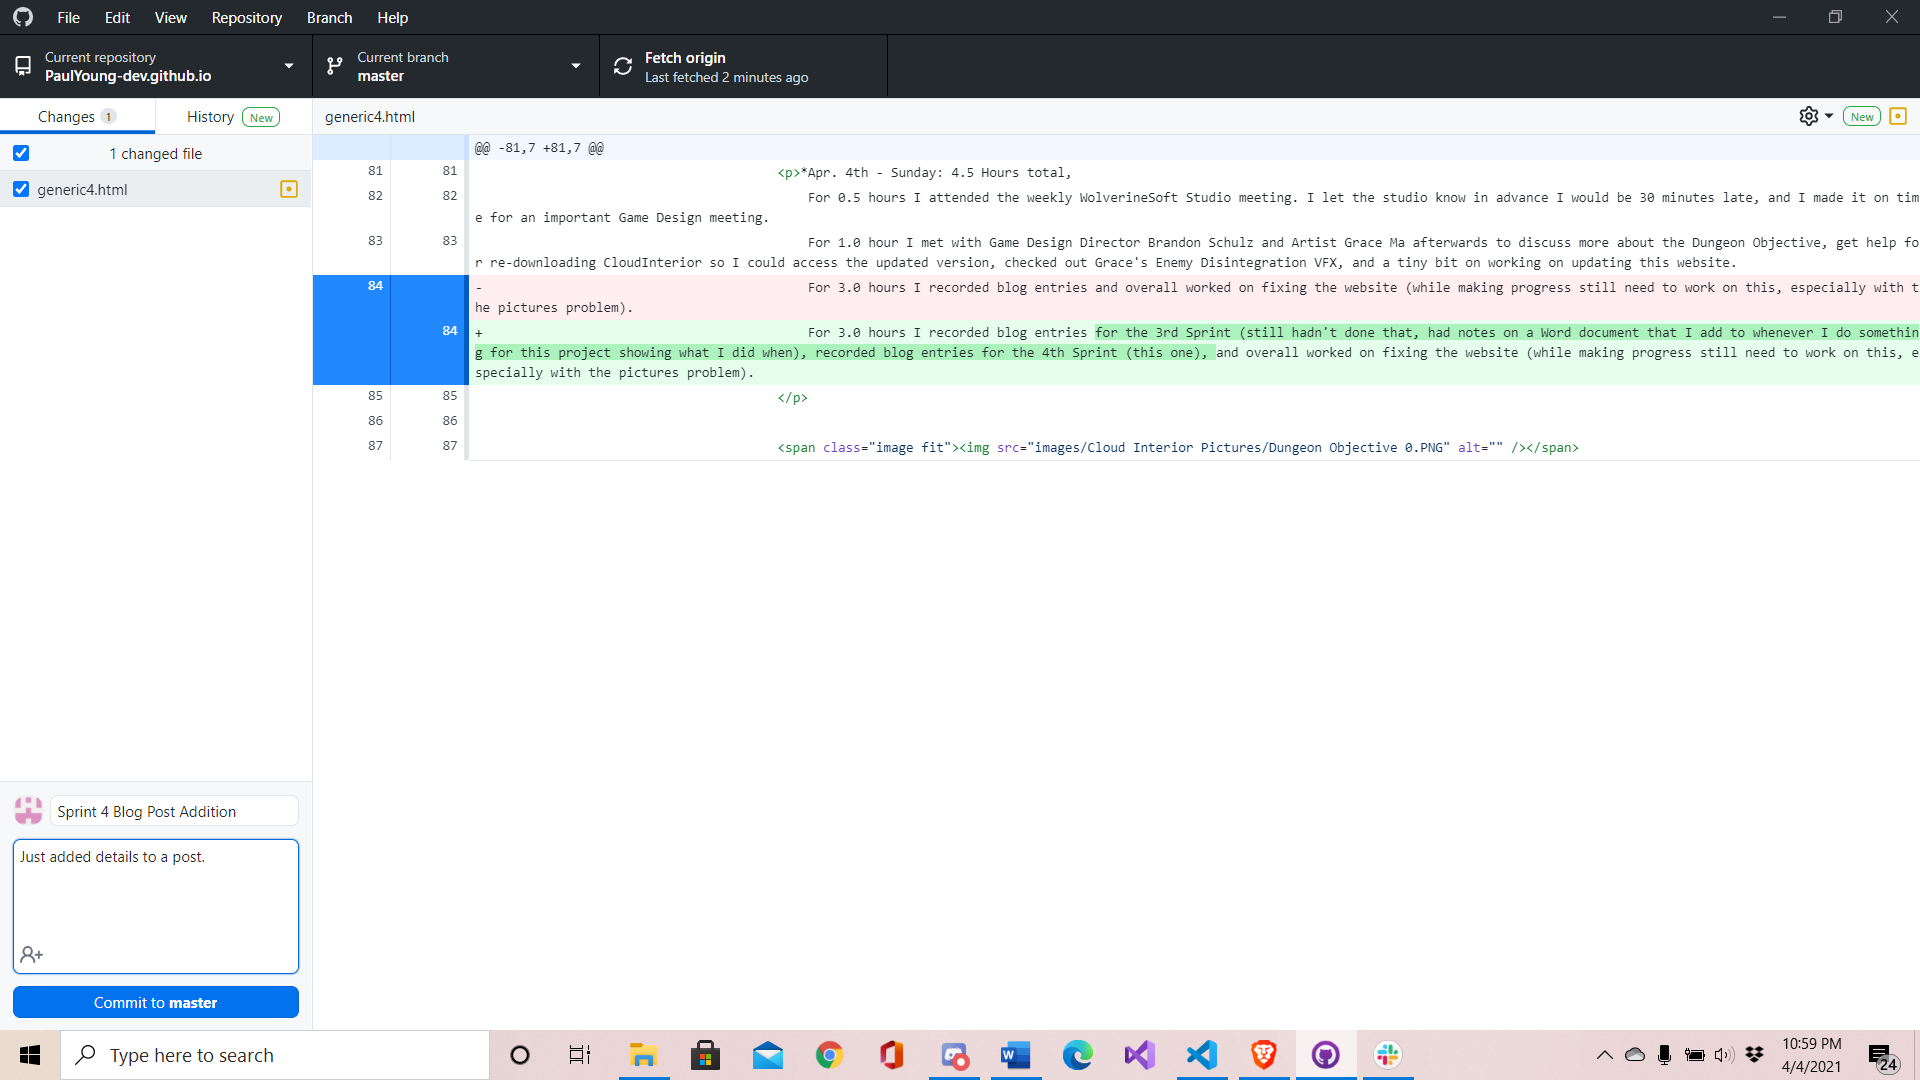 File Edit View Repository Branch Help
Current repository
PaulYoung-dev.github.io
Current branch
master
Fetch origin
Last fetched 2 minutes ago
Changes 1
History New
generic4.html
New
1 changed file
generic4.html
@@ -81,7 +81,7 @@
81 81 <p>*Apr. 4th - Sunday: 4.5 Hours total,
82 82 For 0.5 hours I attended the weekly WolverineSoft Studio meeting. I let the studio know in advance I would be 30 minutes late, and I made it on tim
e for an important Game Design meeting.
83 83 For 1.0 hour I met with Game Design Director Brandon Schulz and Artist Grace Ma afterwards to discuss more about the Dungeon Objective, get help fo
r re-downloading CloudInterior so I could access the updated version, checked out Grace's Enemy Disintegration VFX, and a tiny bit on working on updating this website.
84 - For 3.0 hours I recorded blog entries and overall worked on fixing the website (while making progress still need to work on this, especially with t
he pictures problem).
84 + For 3.0 hours I recorded blog entries for the 3rd Sprint (still hadn't done that, had notes on a Word document that I add to whenever I do somethin
g for this project showing what I did when), recorded blog entries for the 4th Sprint (this one), and overall worked on fixing the website (while making progress still need to work on this, e
specially with the pictures problem).
85 85 </p>
86 86
87 87 <span class="image fit"><img src="images/Cloud Interior Pictures/Dungeon Objective 0.PNG" alt="" /></span>
Sprint 4 Blog Post Addition
Just added details to a post.
Commit to master
Type here to search
10:59 PM
4/4/2021
24